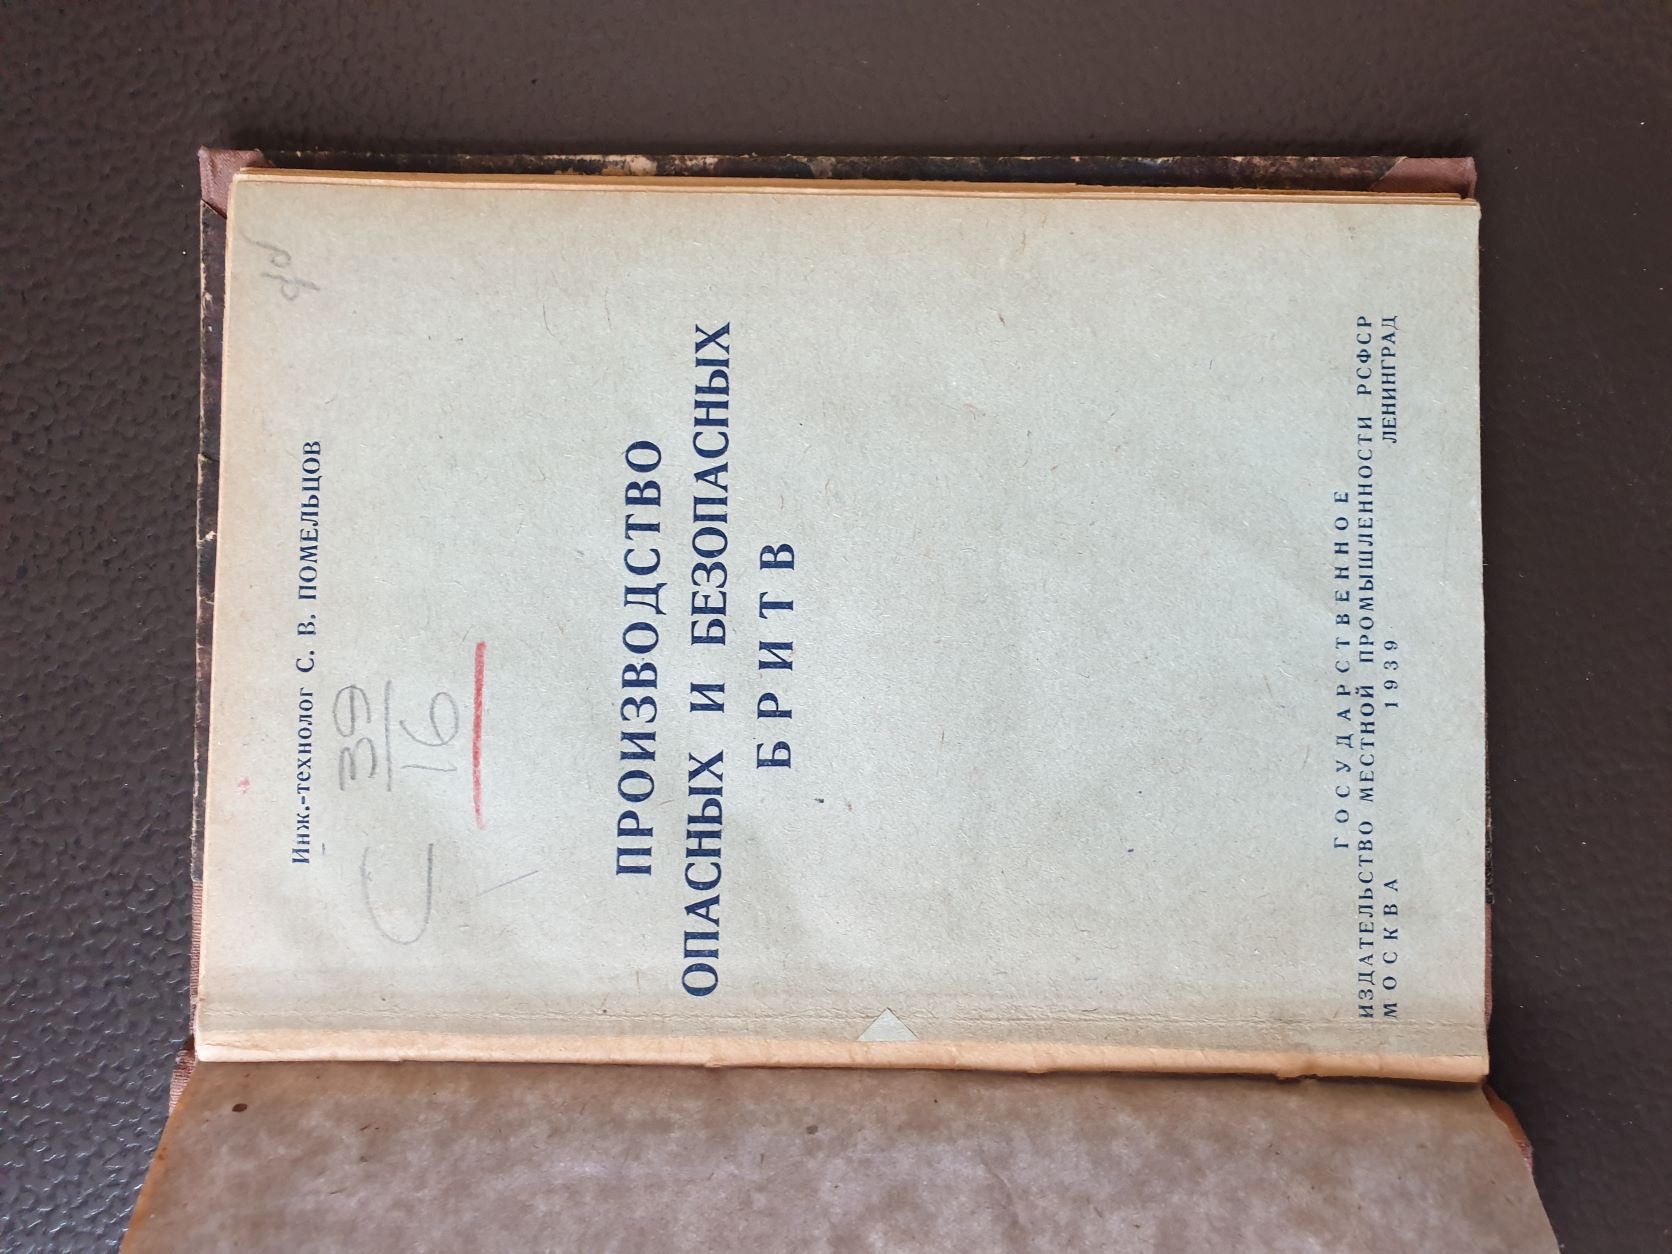 Инж.-технолог С. В. ПОМЕЛЬЦОВ
С 39
16
ПРОИЗВОДСТВО
ОПАСНЫХ И БЕЗОПАСНЫХ
БРИТВ
ГОСУДАРСТВЕННОЕ
ИЗДАТЕЛЬСТВО МЕСТНОЙ ПРОМЫШЛЕННОСТИ РСФСР
МОСКВА 1939 ЛЕНИНГРАД